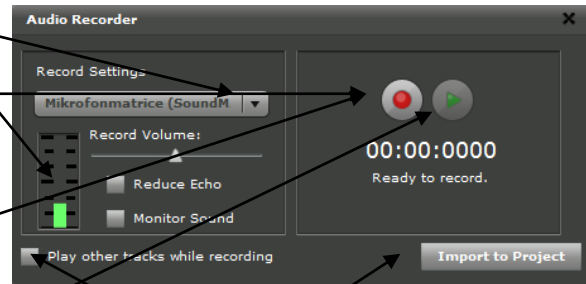 Audio Recorder
Record Settings
Mikrofonmatrice (SoundM
Record Volume:
Reduce Echo
Monitor Sound
00:00:0000
Ready to record.
Play other tracks while recording
Import to Project